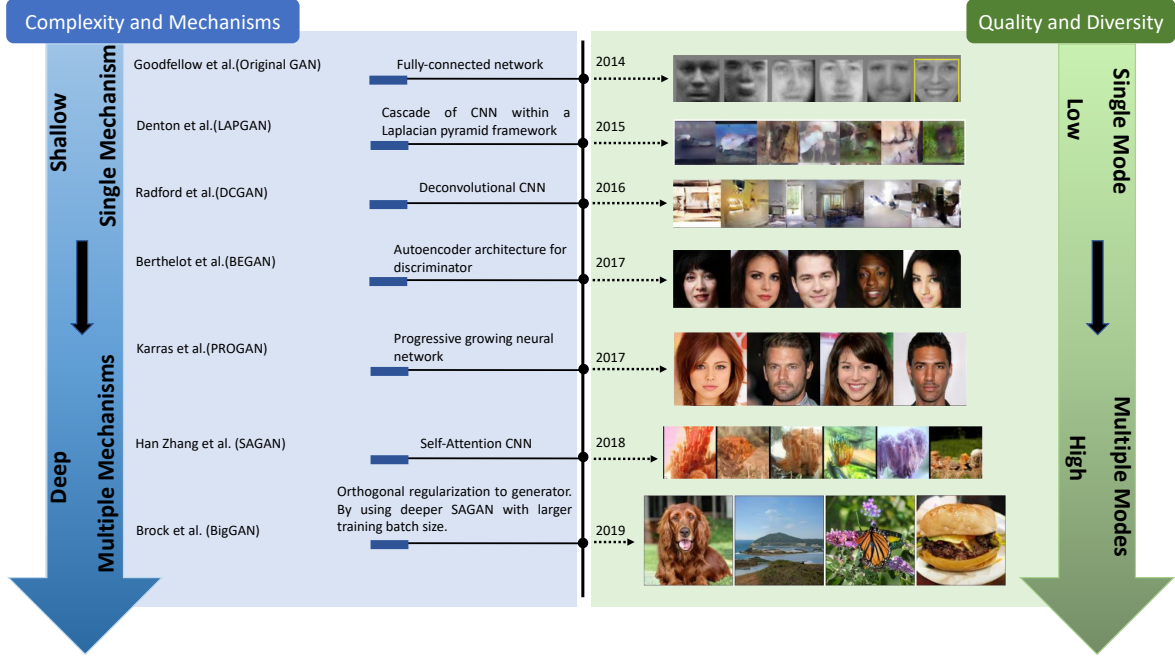 Complexity and Mechanisms
Quality and Diversity
Shallow
Single Mechanism
Deep
Multiple Mechanisms
Goodfellow et al.(Original GAN)
Fully-connected network
2014
Denton et al.(LAPGAN)
Cascade of CNN within a
Laplacian pyramid framework
2015
Radford et al.(DCGAN)
Deconvolutional CNN
2016
Berthelot et al.(BEGAN)
Autoencoder architecture for
discriminator
2017
Karras et al.(PROGAN)
Progressive growing neural
network
2017
Han Zhang et al. (SAGAN)
Self-Attention CNN
2018
Brock et al. (BigGAN)
Orthogonal regularization to generator.
By using deeper SAGAN with larger
training batch size.
2019
Low
Single Mode
High
Multiple Modes